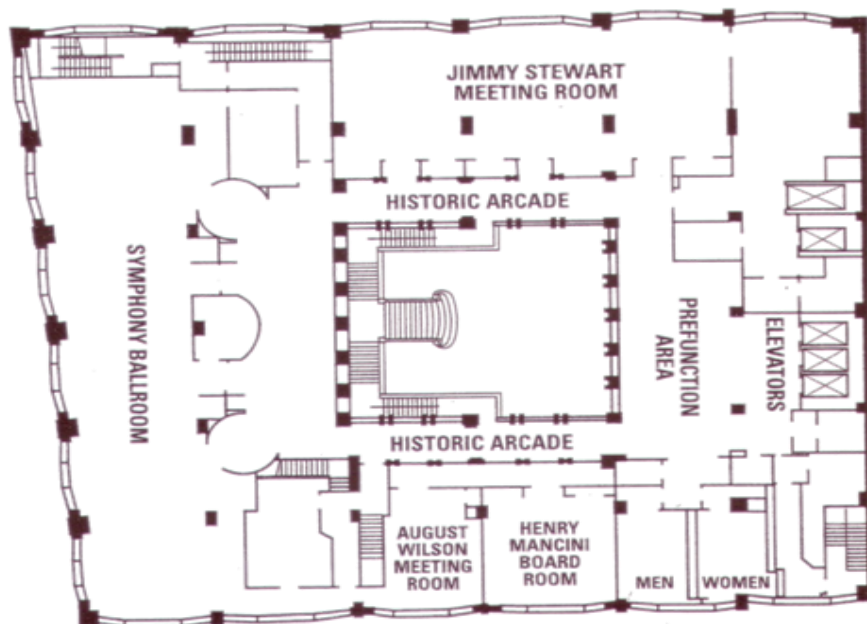 JIMMY STEWART
MEETING ROOM
HISTORIC ARCADE
SYMPHONY BALLROOM
PREFUNCTION
AREA
ELEVATORS
HISTORIC ARCADE
AUGUST
WILSON
MEETING
ROOM
HENRY
MANCINI
BOARD
ROOM
MEN
WOMEN